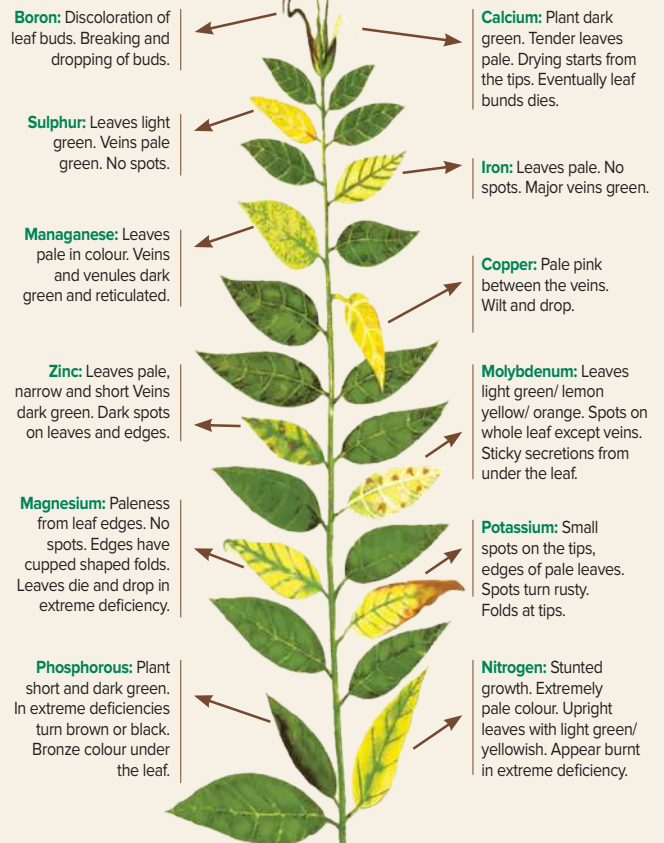 Boron: Discoloration of
leaf buds. Breaking and
dropping of buds.
Calcium: Plant dark
green. Tender leaves
pale. Drying starts from
the tips. Eventually leaf
bunds dies.
Sulphur: Leaves light
green. Veins pale
green. No spots.
Iron: Leaves pale. No
spots. Major veins green.
Managanese: Leaves
pale in colour. Veins
and venules dark
green and reticulated.
Copper: Pale pink
between the veins.
Wilt and drop.
Zinc: Leaves pale,
narrow and short Veins
dark green. Dark spots
on leaves and edges.
Molybdenum: Leaves
light green/ lemon
yellow/ orange. Spots on
whole leaf except veins.
Sticky secretions from
under the leaf.
Magnesium: Paleness
from leaf edges. No
spots. Edges have
cupped shaped folds.
Leaves die and drop in
extreme deficiency.
Potassium: Small
spots on the tips,
edges of pale leaves.
Spots turn rusty.
Folds at tips.
Phosphorous: Plant
short and dark green.
In extreme deficiencies
turn brown or black.
Bronze colour under
the leaf.
Nitrogen: Stunted
growth. Extremely
pale colour. Upright
leaves with light green/
yellowish. Appear burnt
in extreme deficiency.